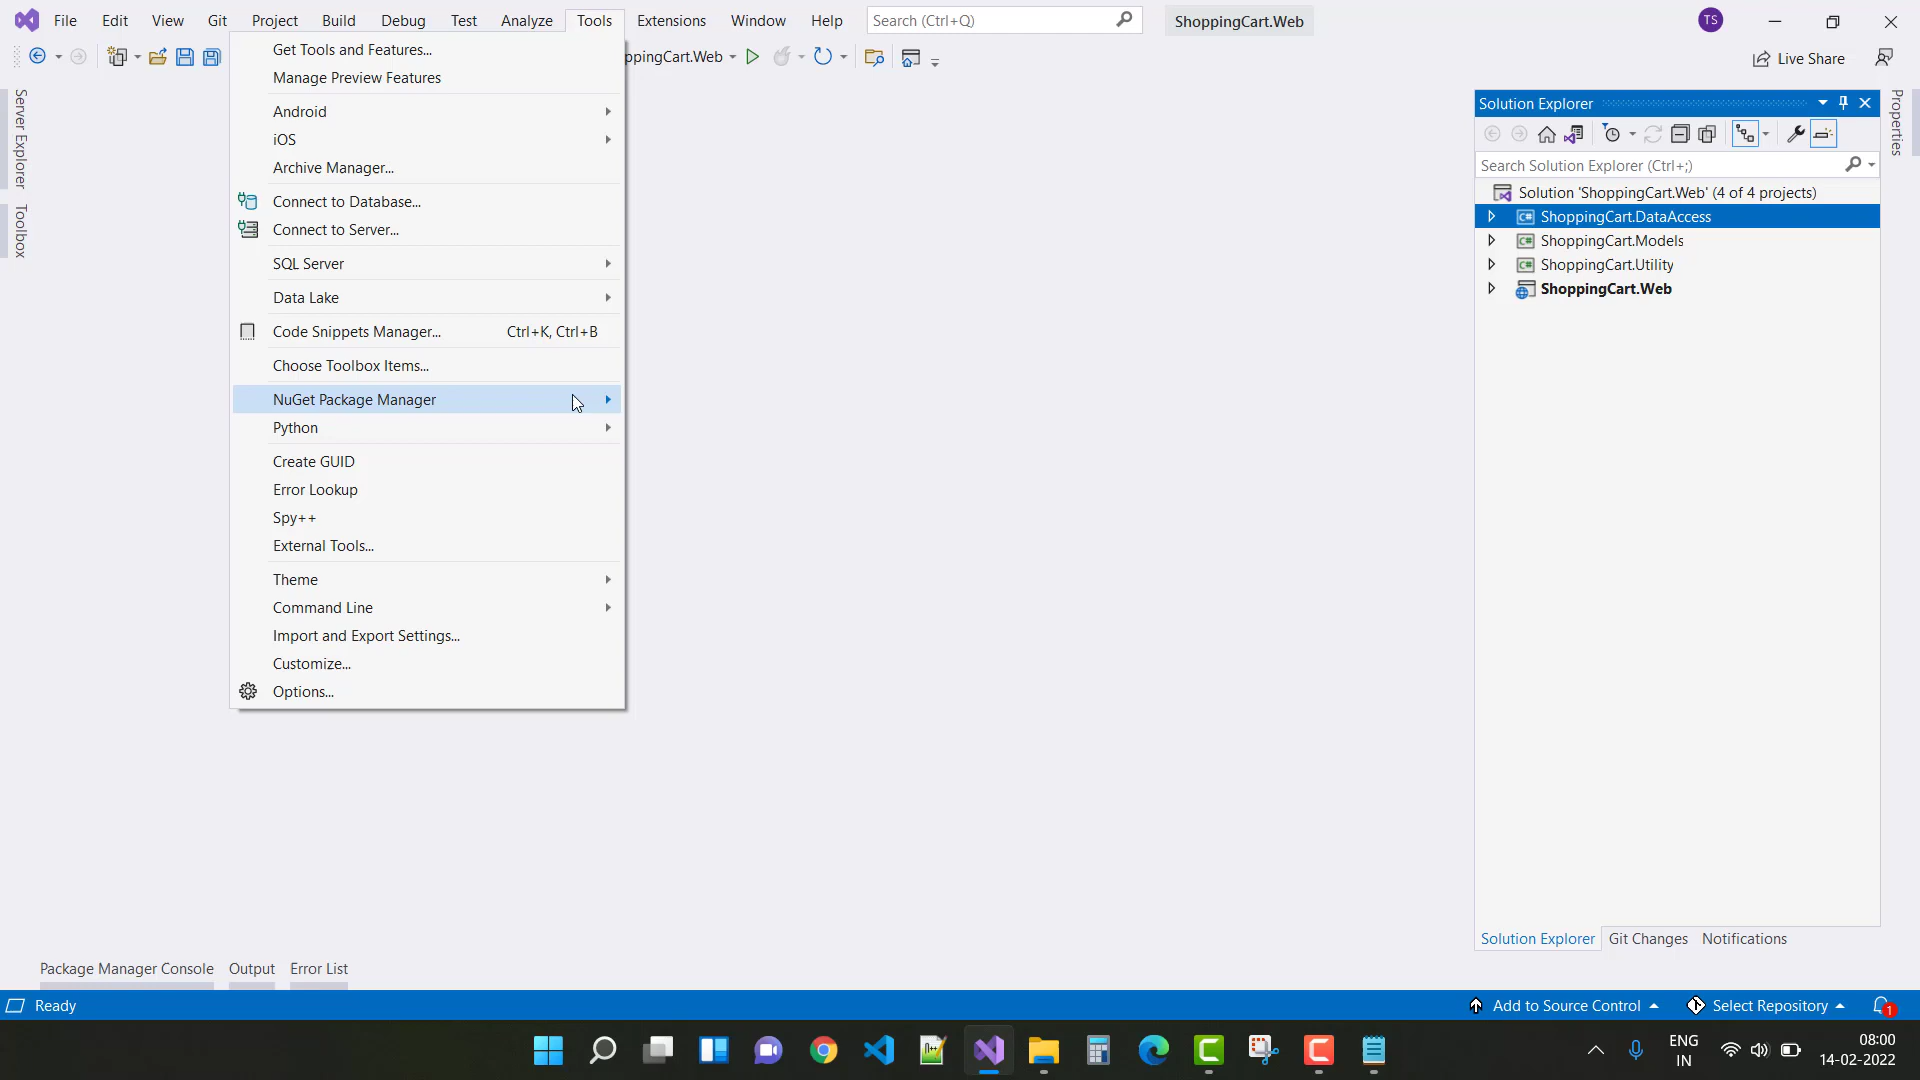 File Edit View Git Project Build Debug Test Analyze Tools Extensions Window Help Search (Ctrl+Q) ShoppingCart.Web TS
ppingCart.Web Live Share
Get Tools and Features...
Manage Preview Features
Android
iOS
Archive Manager...
Connect to Database...
Connect to Server...
SQL Server
Data Lake
Code Snippets Manager... Ctrl+K, Ctrl+B
Choose Toolbox Items...
NuGet Package Manager
Python
Create GUID
Error Lookup
Spy++
External Tools...
Theme
Command Line
Import and Export Settings...
Customize...
Options...
Server Explorer
Toolbox
Solution Explorer
Search Solution Explorer (Ctrl+;)
Solution 'ShoppingCart.Web' (4 of 4 projects)
C# ShoppingCart.DataAccess
C# ShoppingCart.Models
C# ShoppingCart.Utility
ShoppingCart.Web
Properties
Solution Explorer Git Changes Notifications
Package Manager Console Output Error List
Ready Add to Source Control Select Repository 1
ENG
IN
08:00
14-02-2022